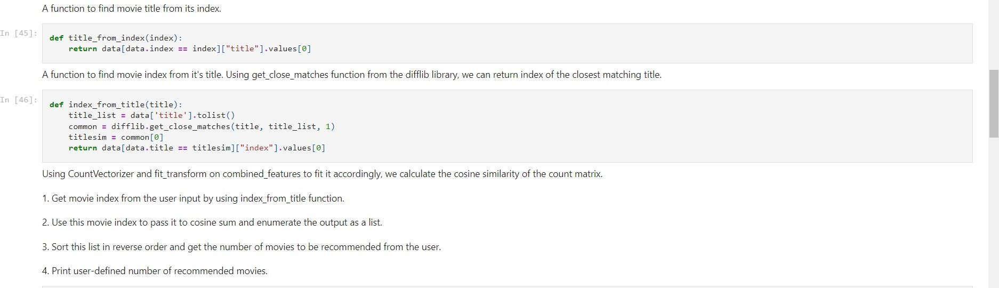 A function to find movie title from its index.
In [45]:
def title_from_index(index):
    return data[data.index == index]["title"].values[0]
A function to find movie index from it's title. Using get_close_matches function from the difflib library, we can return index of the closest matching title.
In [46]:
def index_from_title(title):
    title_list = data['title'].tolist()
    common = difflib.get_close_matches(title, title_list, 1)
    titlesim = common[0]
    return data[data.title == titlesim]["index"].values[0]
Using CountVectorizer and fit_transform on combined_features to fit it accordingly, we calculate the cosine similarity of the count matrix.
1. Get movie index from the user input by using index_from_title function.
2. Use this movie index to pass it to cosine sum and enumerate the output as a list.
3. Sort this list in reverse order and get the number of movies to be recommended from the user.
4. Print user-defined number of recommended movies.